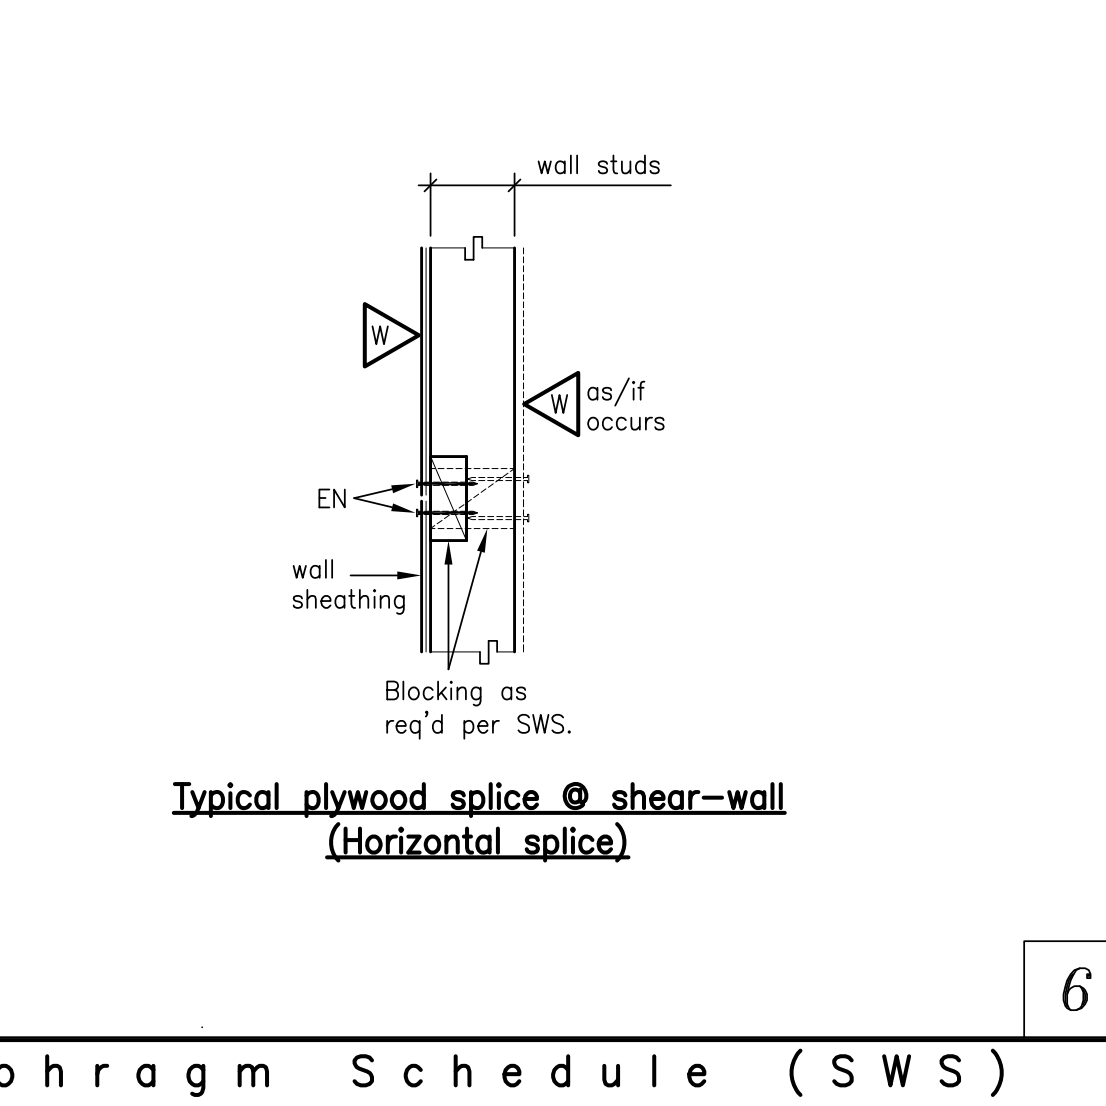 wall studs
W
W
as/if
occurs
EN
wall
sheathing
Blocking as
req'd per SWS.
Typical plywood splice @ shear-wall
(Horizontal splice)
6
phragm Schedule (SWS)